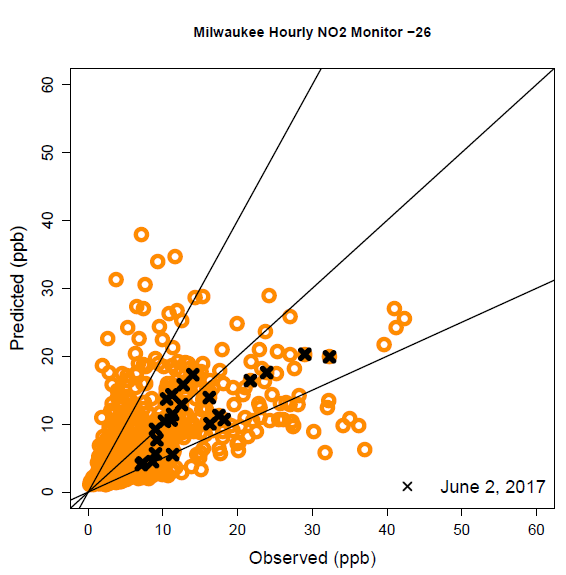 Milwaukee Hourly NO2 Monitor −26
Predicted (ppb)
60
50
40
30
20
10
0
0 10 20 30 40 50 60
Observed (ppb)
June 2, 2017